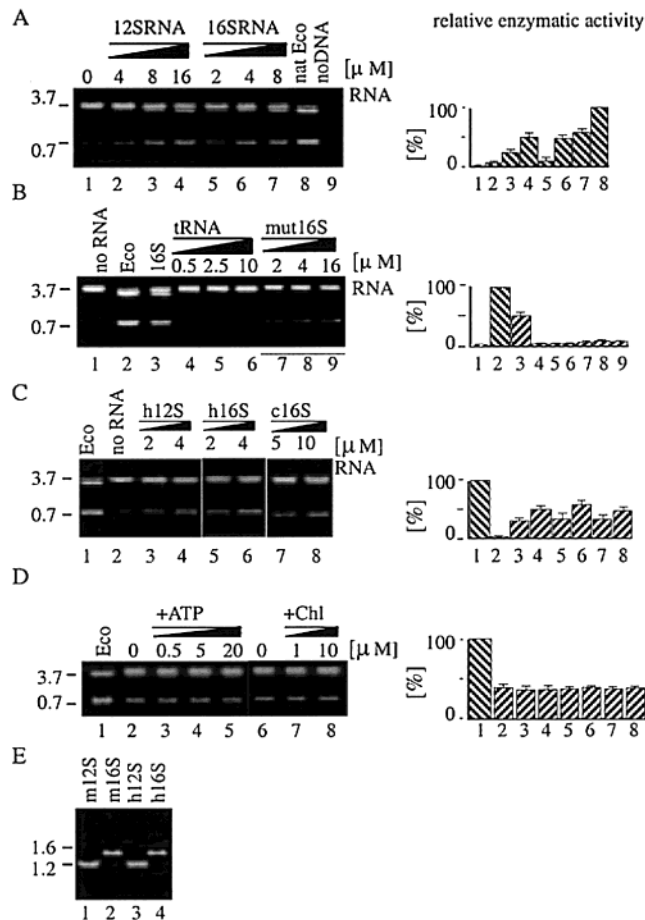 A
relative enzymatic activity
12SRNA 16SRNA nat Eco noDNA
0 4 8 16 2 4 8 [μ M]
RNA
3.7
0.7
1 2 3 4 5 6 7 8 9
100
[%]
0
1 2 3 4 5 6 7 8
B
no RNA Eco 16S tRNA mut16S
0.5 2.5 10 2 4 16 [μ M]
RNA
3.7
0.7
1 2 3 4 5 6 7 8 9
100
[%]
0
1 2 3 4 5 6 7 8 9
C
Eco no RNA h12S h16S c16S
2 4 2 4 5 10 [μ M]
RNA
3.7
0.7
1 2 3 4 5 6 7 8
100
[%]
0
1 2 3 4 5 6 7 8
D
Eco +ATP +Chl
0 0.5 5 20 0 1 10 [μ M]
3.7
0.7
1 2 3 4 5 6 7 8
100
[%]
0
1 2 3 4 5 6 7 8
E
m12S m16S h12S h16S
1.6
1.2
1 2 3 4